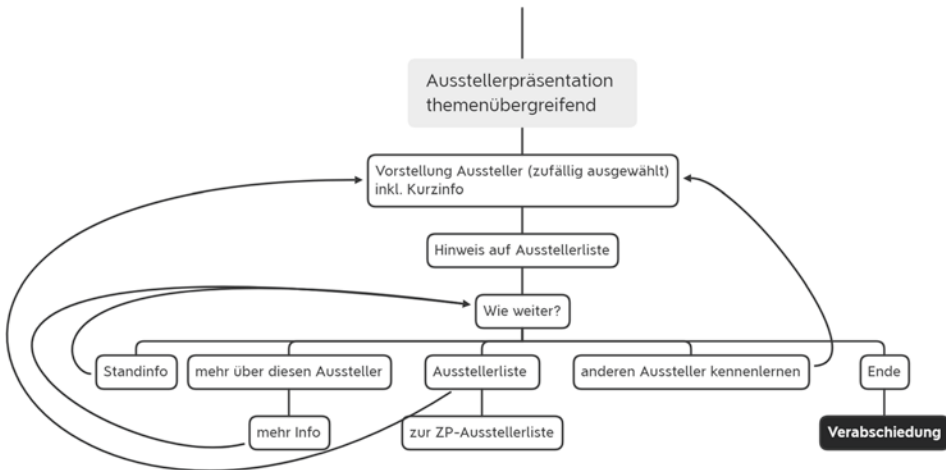 Ausstellerpräsentation
themenübergreifend
Vorstellung Aussteller (zufällig ausgewählt)
inkl. Kurzinfo
Hinweis auf Ausstellerliste
Wie weiter?
Standinfo
mehr über diesen Aussteller
Ausstellerliste
anderen Aussteller kennenlernen
Ende
mehr Info
zur ZP-Ausstellerliste
Verabschiedung